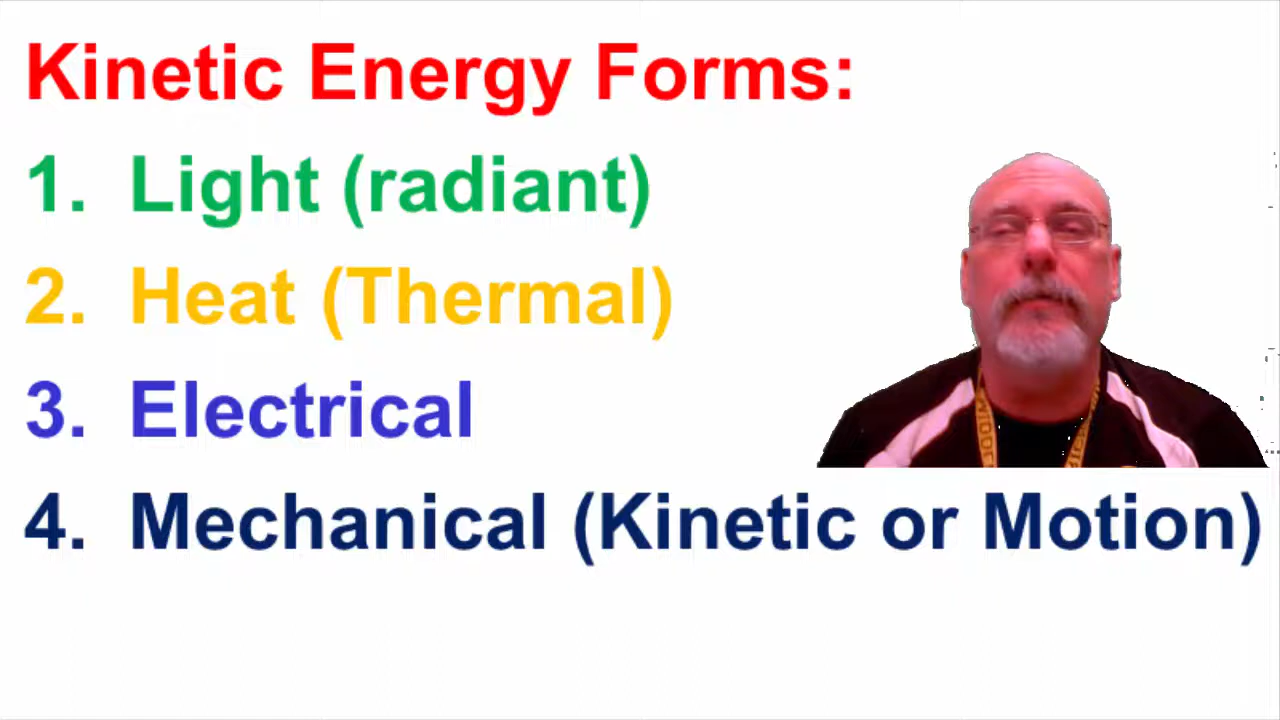 Kinetic Energy Forms:
1. Light (radiant)
2. Heat (Thermal)
3. Electrical
4. Mechanical (Kinetic or Motion)